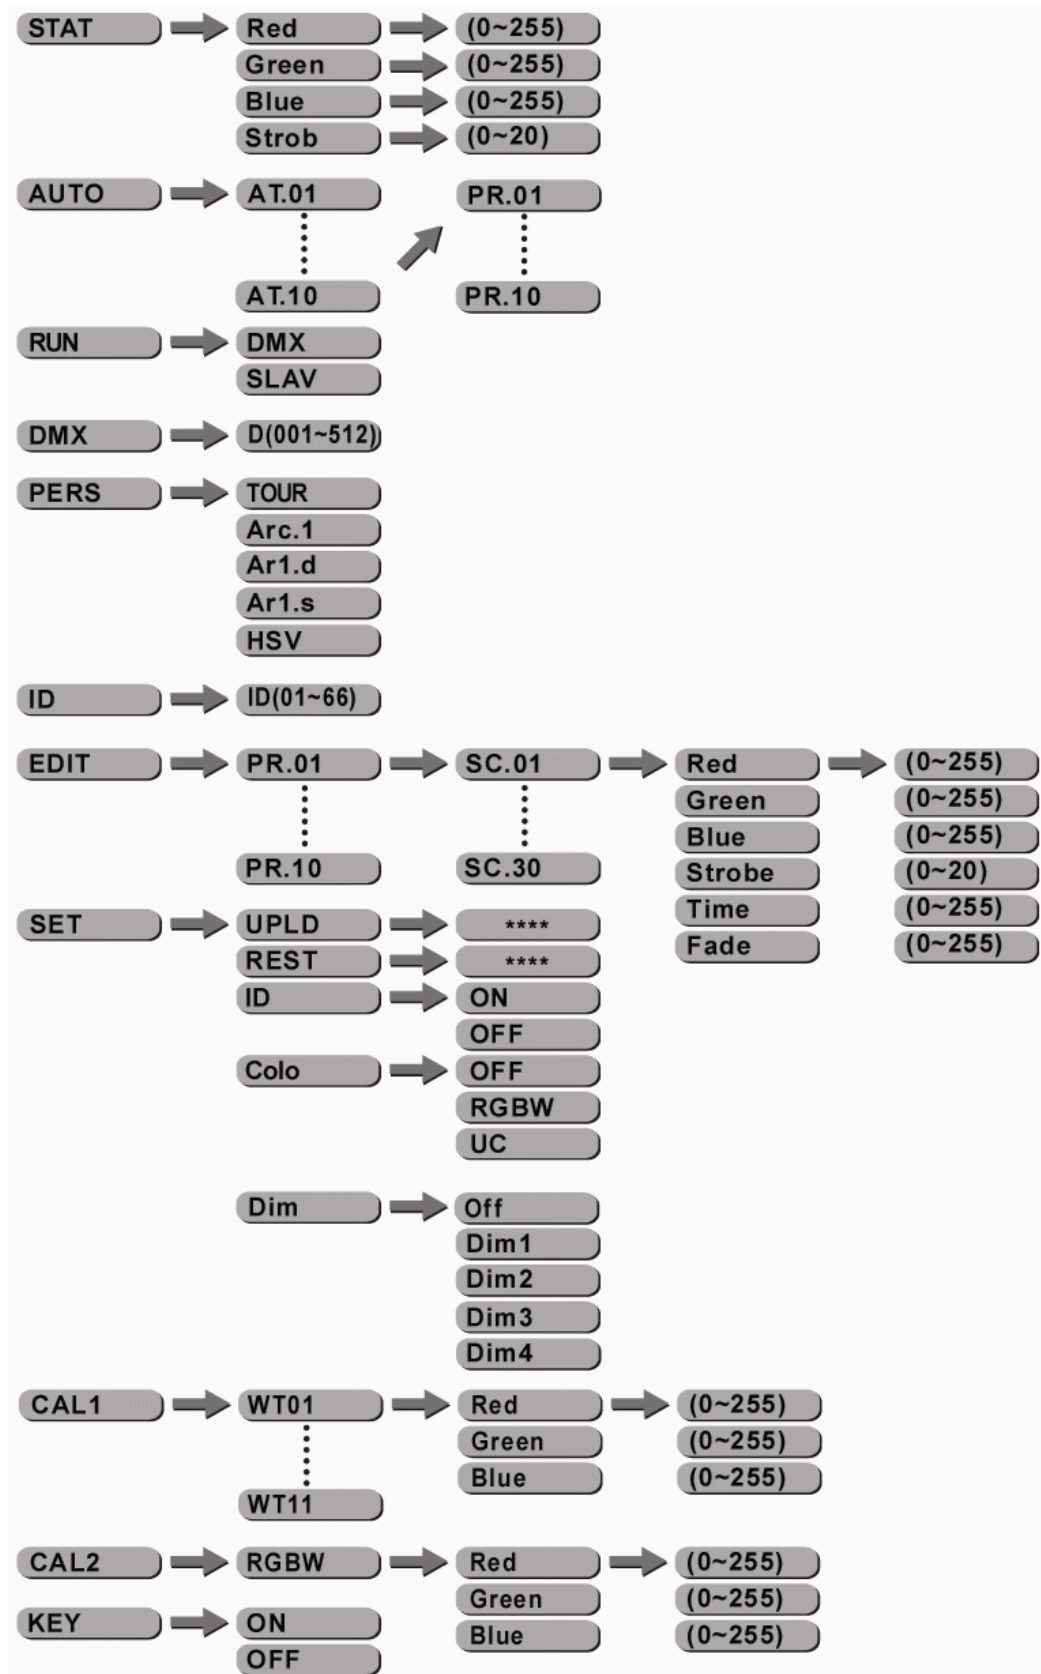 STAT Red (0~255)
Green (0~255)
Blue (0~255)
Strob (0~20)
AUTO AT.01 PR.01
AT.10 PR.10
RUN DMX
SLAV
DMX D(001~512)
PERS TOUR
Arc.1
Ar1.d
Ar1.s
HSV
ID ID(01~66)
EDIT PR.01 SC.01 Red (0~255)
Green (0~255)
Blue (0~255)
PR.10 SC.30 Strobe (0~20)
Time (0~255)
Fade (0~255)
SET UPLD ****
REST ****
ID ON
OFF
Colo OFF
RGBW
UC
Dim Off
Dim1
Dim2
Dim3
Dim4
CAL1 WT01 Red (0~255)
Green (0~255)
Blue (0~255)
WT11
CAL2 RGBW Red (0~255)
Green (0~255)
KEY ON Blue (0~255)
OFF